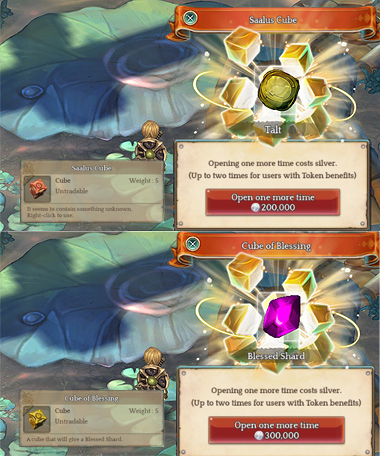 Saalus Cube
Talt
Saalus Cube
Cube Weight : 5
Untradable
It seems to contain something unknown.
Right-click to use.
Opening one more time costs silver.
(Up to two times for users with Token benefits)
Open one more time
200,000
Cube of Blessing
Blessed Shard
Cube of Blessing
Cube Weight : 5
Untradable
A cube that will give a Blessed Shard.
Opening one more time costs silver.
(Up to two times for users with Token benefits)
Open one more time
300,000